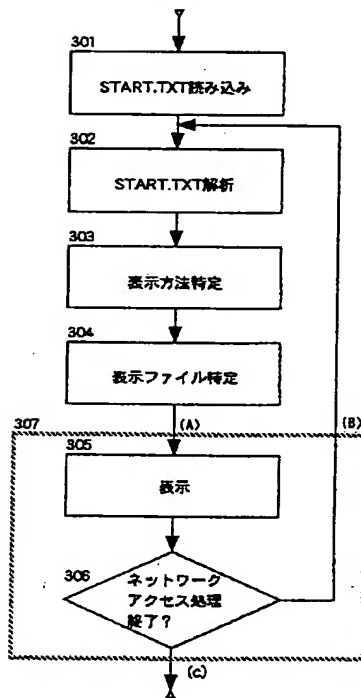 301
START.TXT読み込み
302
START.TXT解析
303
表示方法特定
304
表示ファイル特定
307
(A)
(B)
305
表示
306
ネットワーク
アクセス処理
終了?
(C)